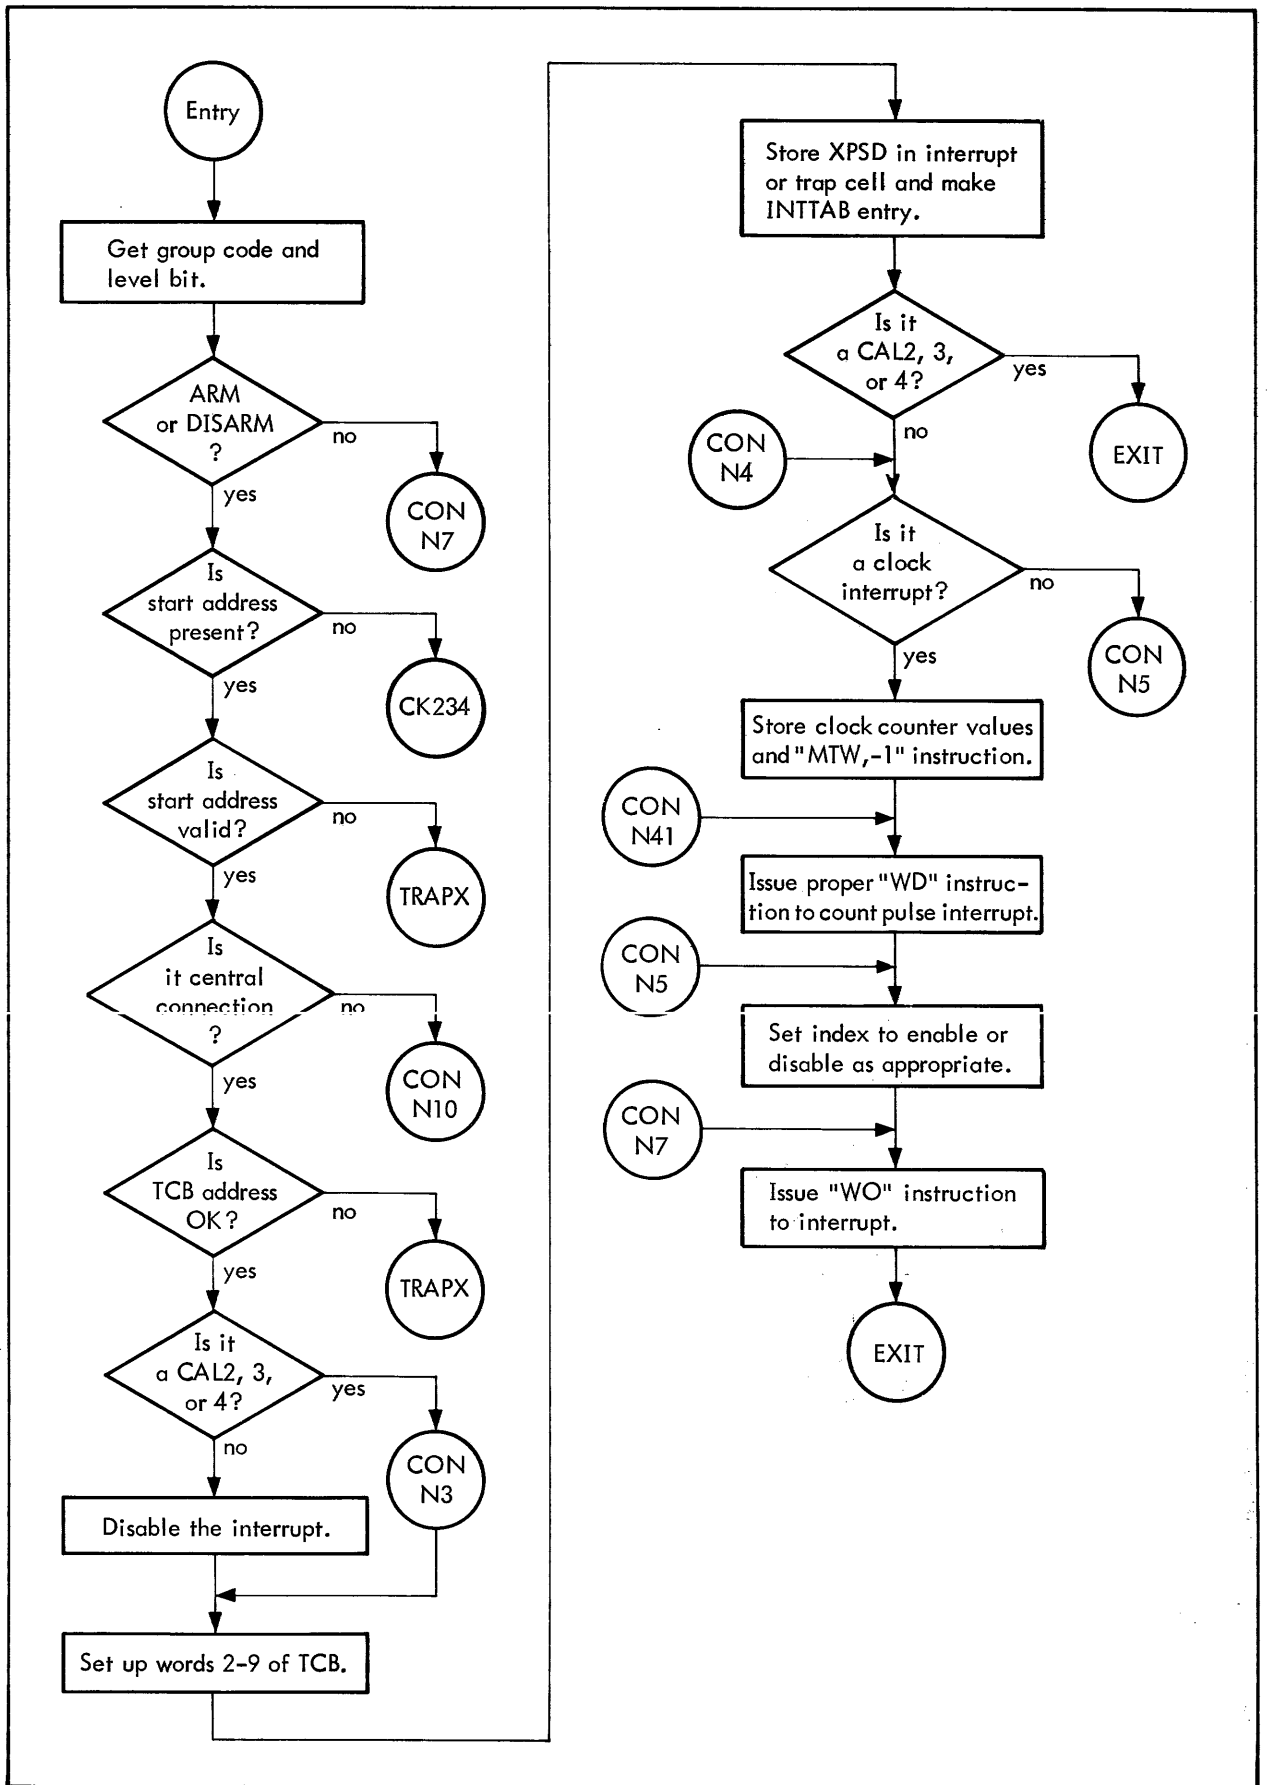 Entry
Get group code and
level bit.
ARM
or DISARM
?
no
yes
CON
N7
Is
start address
present?
no
yes
CK234
Is
start address
valid?
no
yes
TRAPX
Is
it central
connection
?
no
yes
CON
N10
Is
TCB address
OK?
no
yes
TRAPX
Is it
a CAL2, 3,
or 4?
yes
no
CON
N3
Disable the interrupt.
Set up words 2-9 of TCB.
Store XPSD in interrupt
or trap cell and make
INTTAB entry.
Is it
a CAL2, 3,
or 4?
yes
no
EXIT
CON
N4
Is it
a clock
interrupt?
no
yes
CON
N5
Store clock counter values
and "MTW,-1" instruction.
CON
N41
Issue proper "WD" instruc-
tion to count pulse interrupt.
CON
N5
Set index to enable or
disable as appropriate.
CON
N7
Issue "WO" instruction
to interrupt.
EXIT